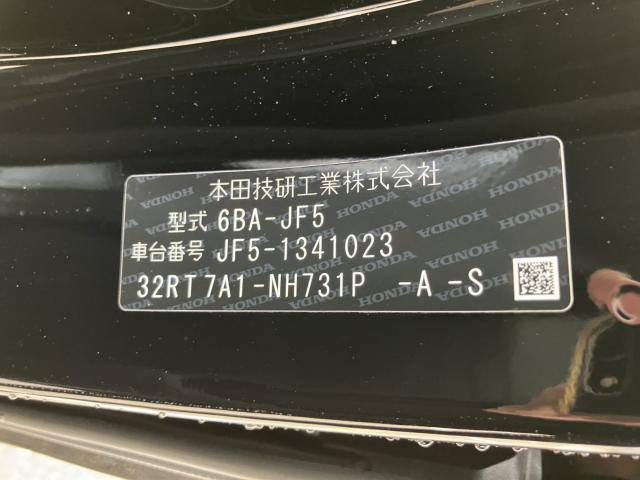 本田技研工業株式会社
型式 6BA-JF5
車台番号 JF5-1341023
32RT7A1-NH731P -A -S